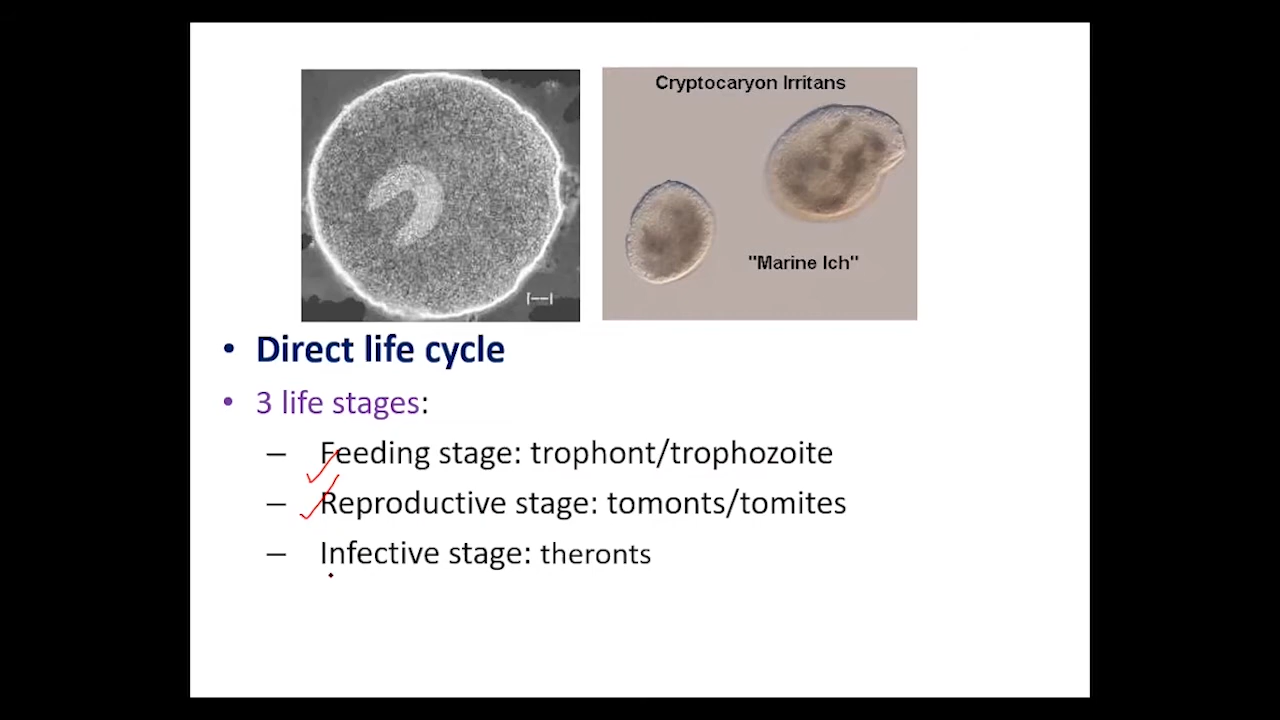 Cryptocaryon Irritans
"Marine Ich"
• Direct life cycle
• 3 life stages:
– Feeding stage: trophont/trophozoite
– Reproductive stage: tomonts/tomites
– Infective stage: theronts